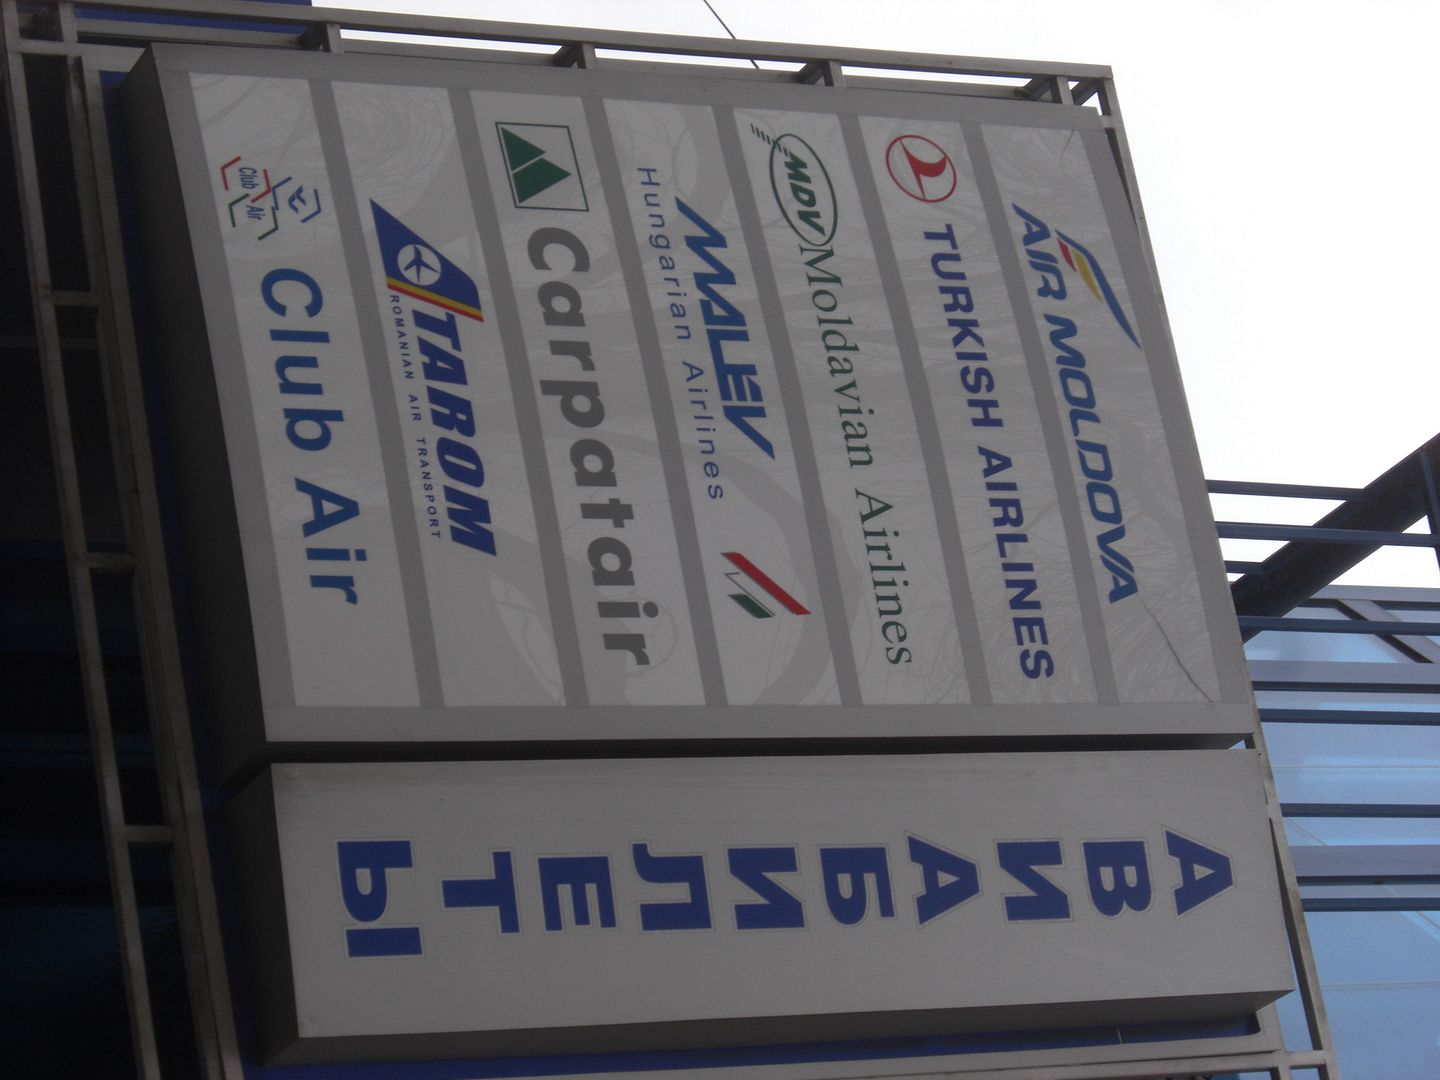 AIR MOLDOVA
TURKISH AIRLINES
MDV Moldavian Airlines
MALÉV
Hungarian Airlines
Carpatair
TAROM
ROMANIAN AIR TRANSPORT
Club Air Club Air
АВИАБИЛЕТЫ